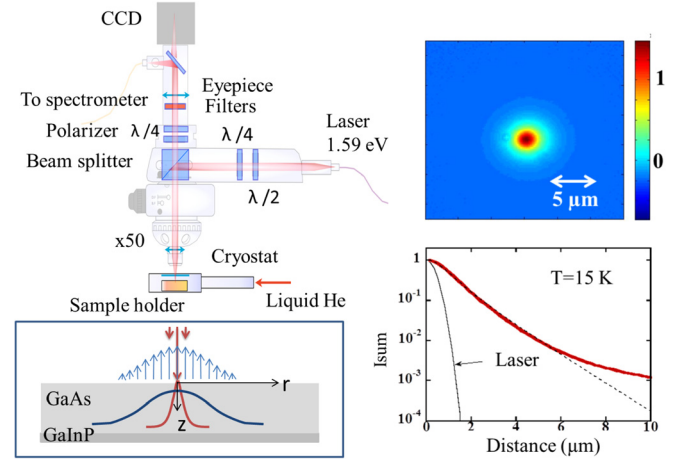 CCD
To spectrometer
Eyepiece
Filters
Polarizer
λ /4
λ /4
Laser
1.59 eV
Beam splitter
λ /2
x50
Cryostat
Sample holder
Liquid He
r
GaAs
z
GaInP
1
0
5 µm
Isum
1
10-1
10-2
10-3
10-4
T=15 K
Laser
0 2 4 6 8 10
Distance (µm)